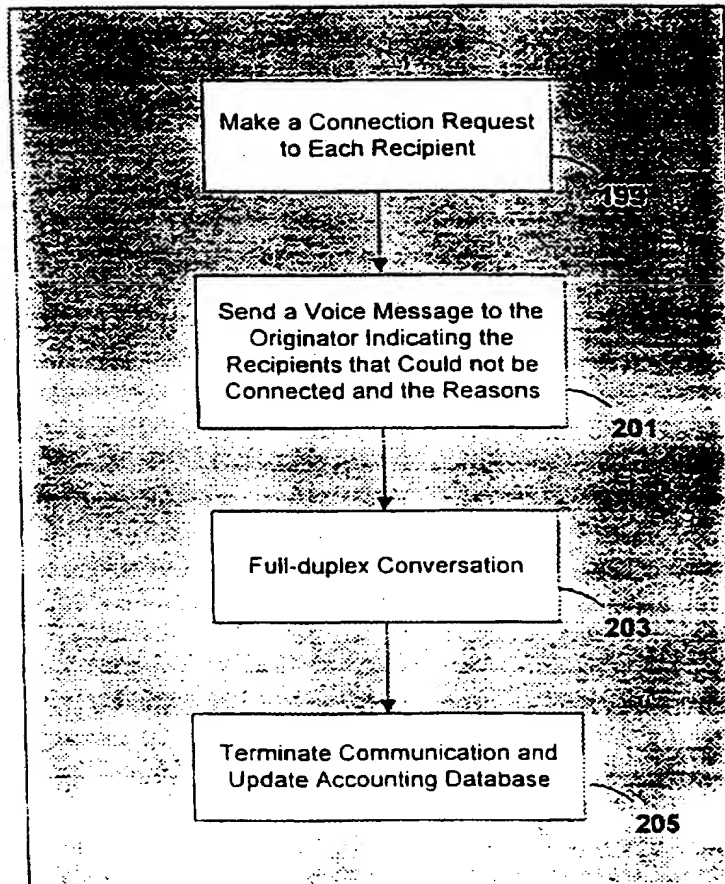 Make a Connection Request
to Each Recipient
199
Send a Voice Message to the
Originator Indicating the
Recipients that Could not be
Connected and the Reasons
201
Full-duplex Conversation
203
Terminate Communication and
Update Accounting Database
205